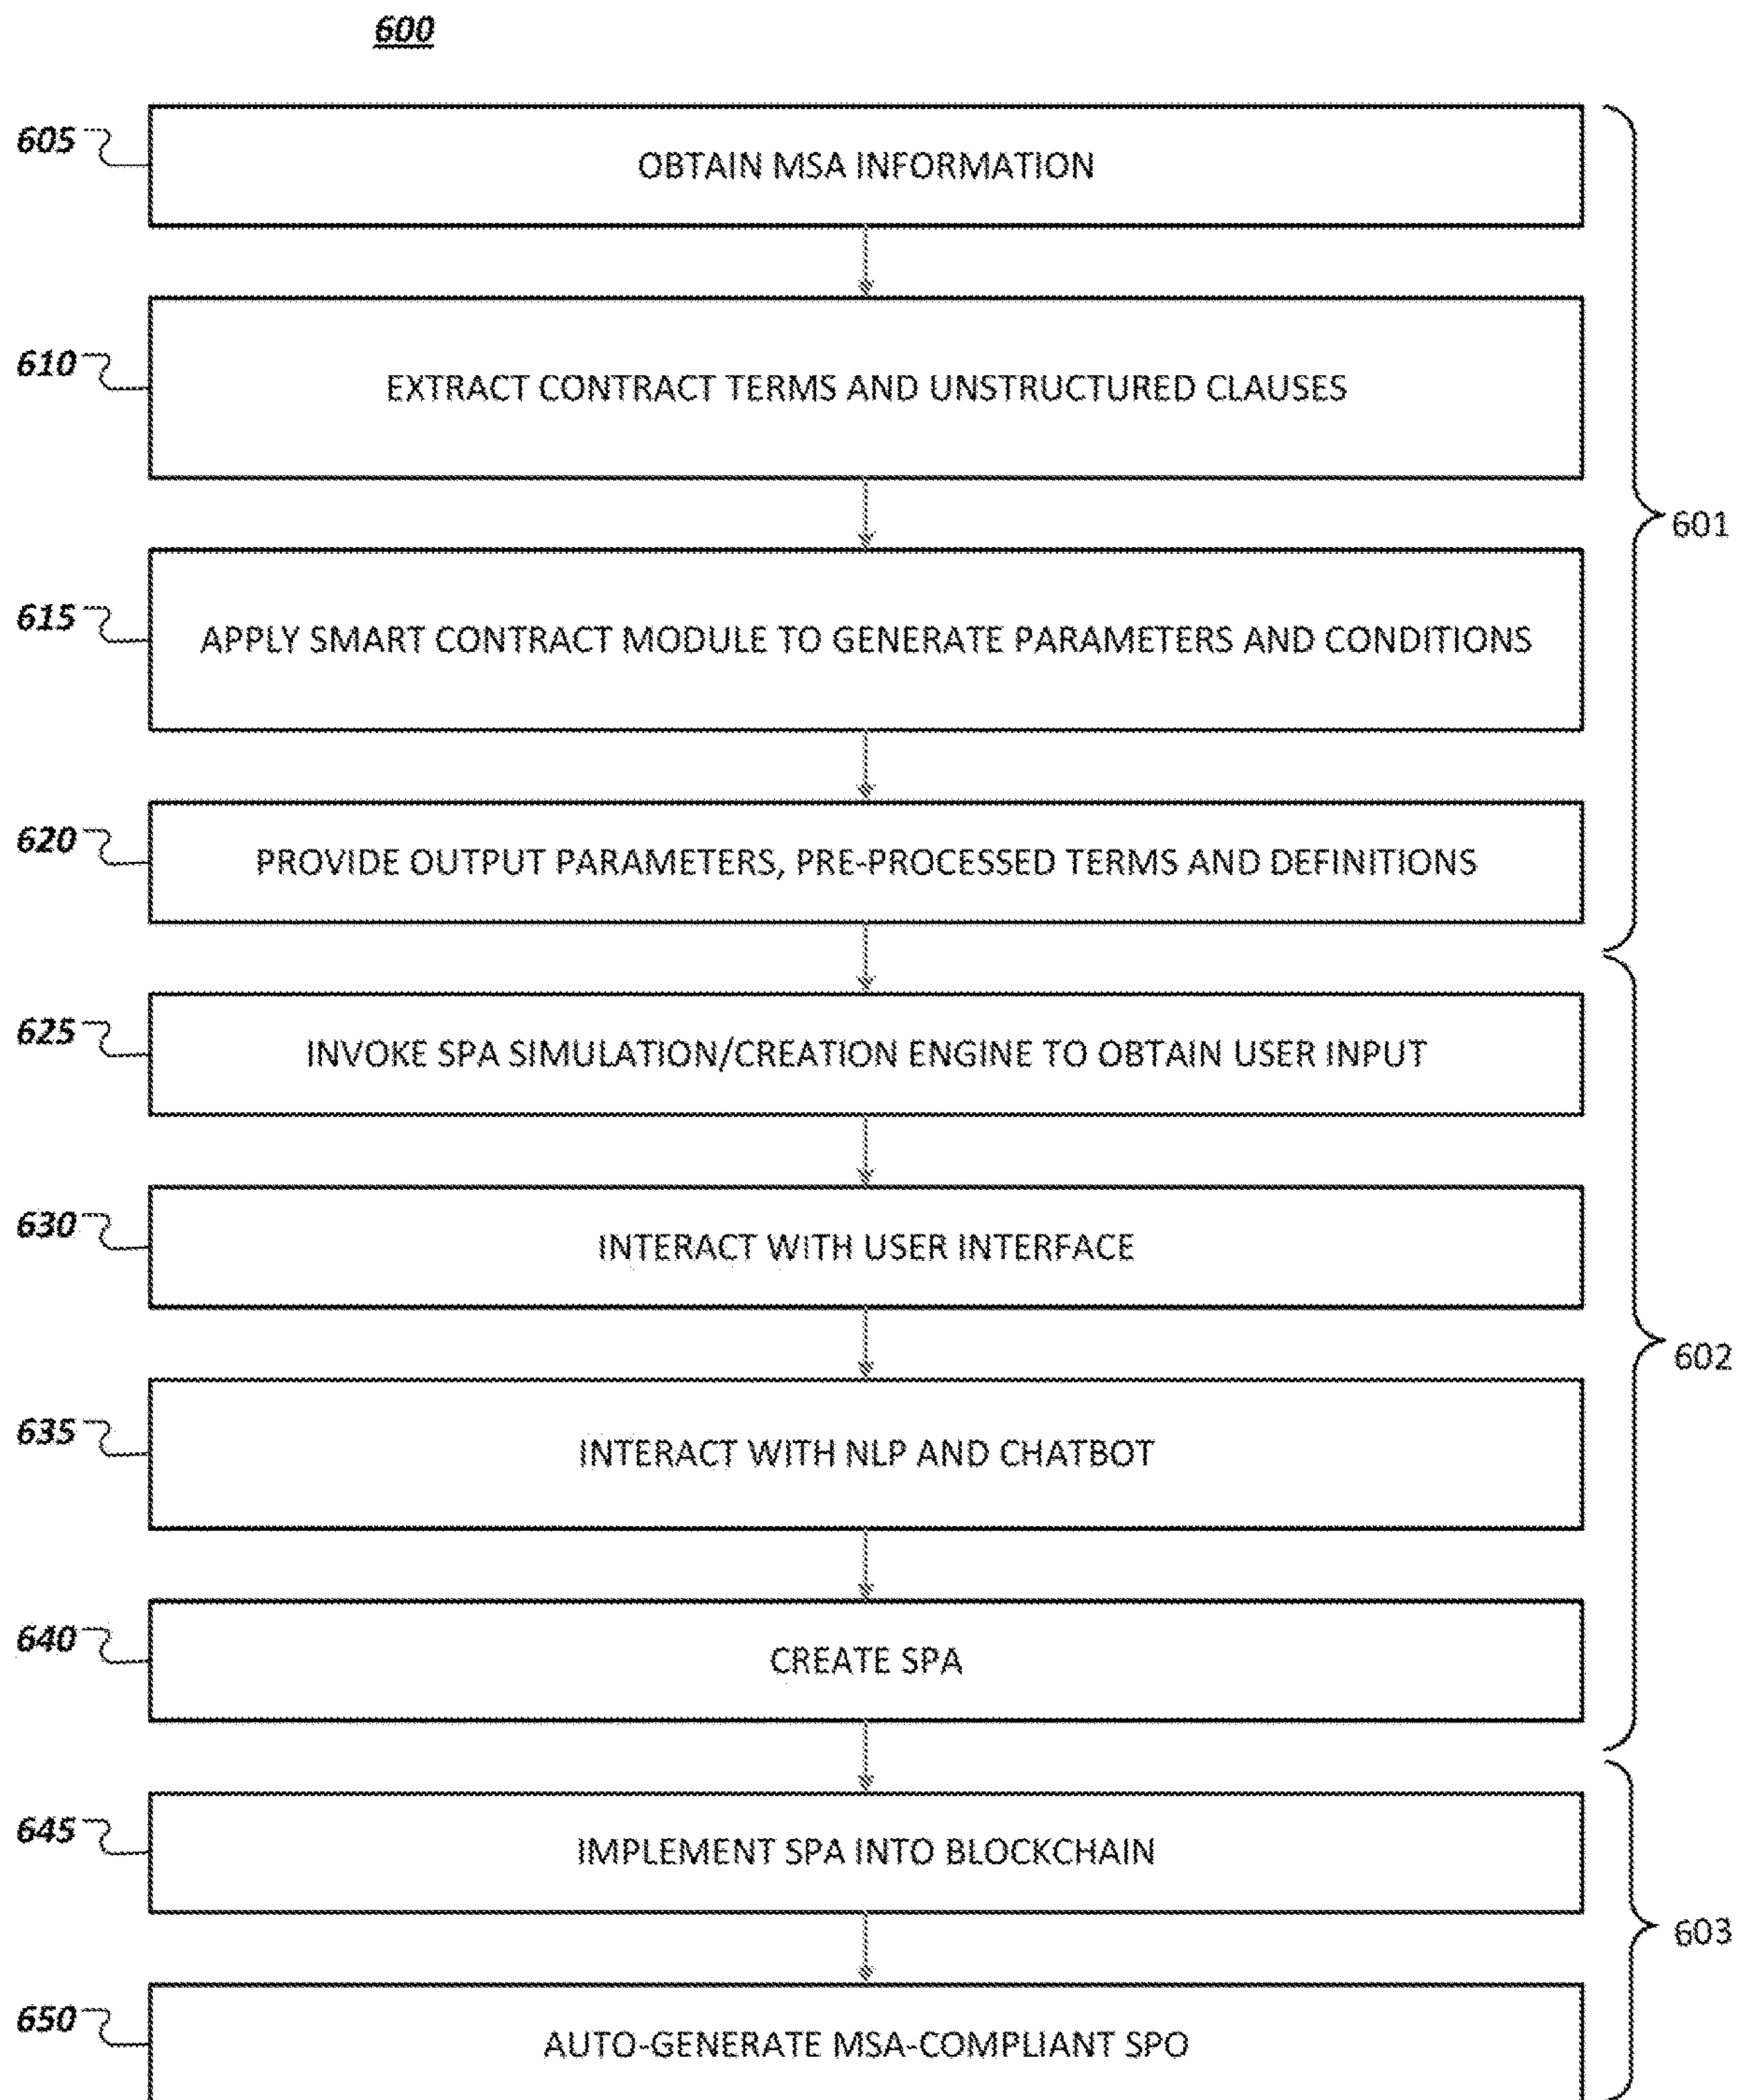 600
605
OBTAIN MSA INFORMATION
610
EXTRACT CONTRACT TERMS AND UNSTRUCTURED CLAUSES
601
615
APPLY SMART CONTRACT MODULE TO GENERATE PARAMETERS AND CONDITIONS
620
PROVIDE OUTPUT PARAMETERS, PRE-PROCESSED TERMS AND DEFINITIONS
625
INVOKE SPA SIMULATION/CREATION ENGINE TO OBTAIN USER INPUT
630
INTERACT WITH USER INTERFACE
602
635
INTERACT WITH NLP AND CHATBOT
640
CREATE SPA
645
IMPLEMENT SPA INTO BLOCKCHAIN
603
650
AUTO-GENERATE MSA-COMPLIANT SPO